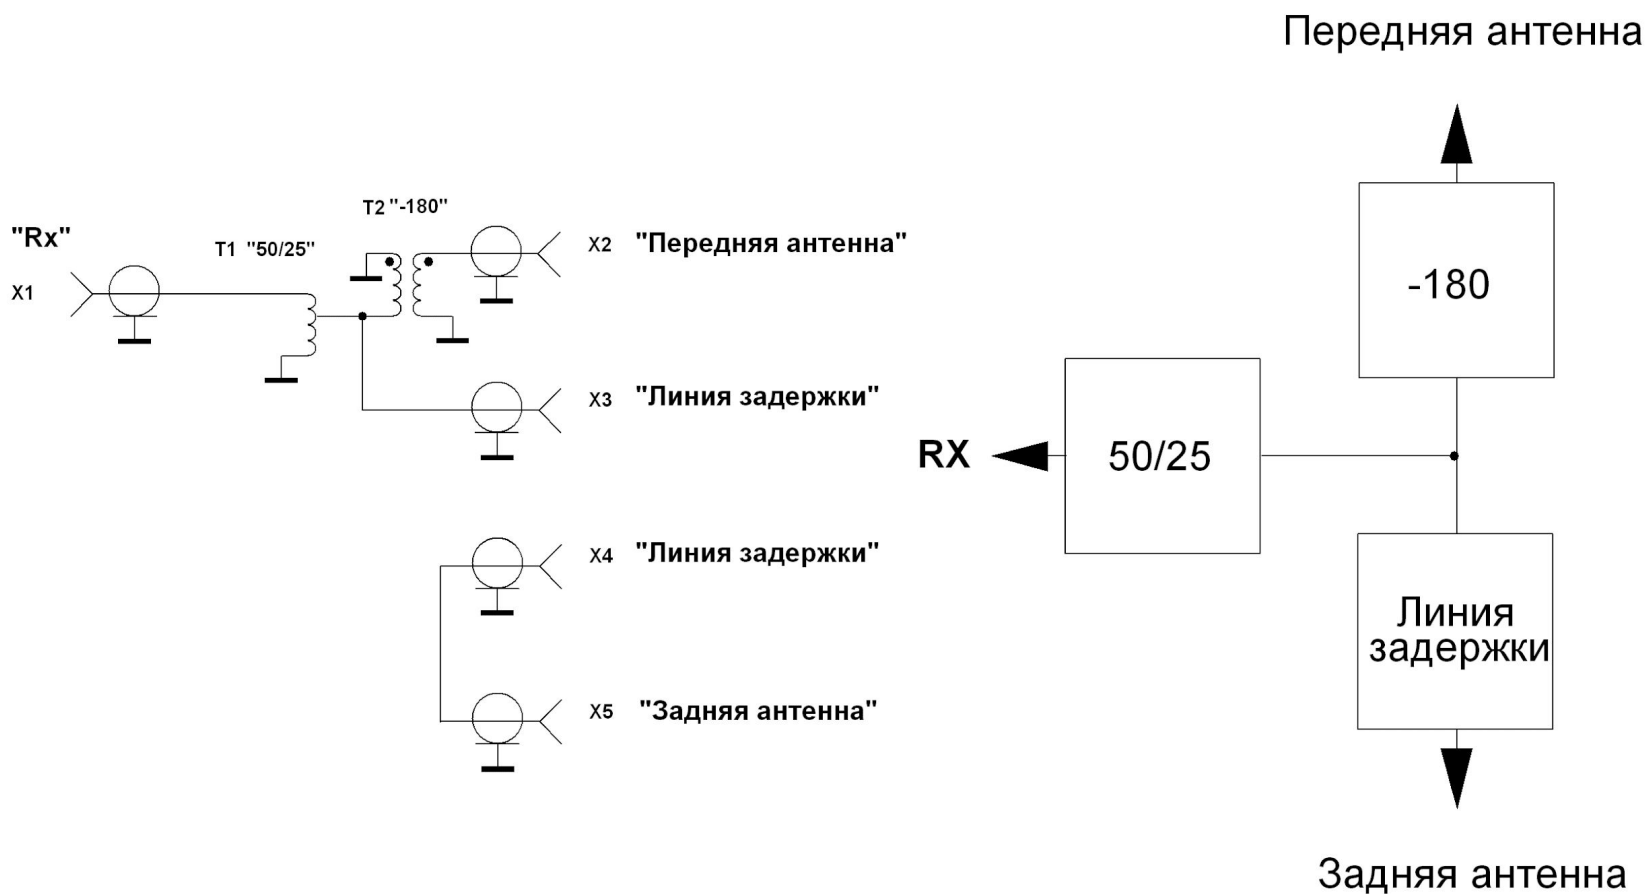 Передняя антенна
T2 "-180"
"Rx"
T1 "50/25"
X2 "Передняя антенна"
X1
-180
X3 "Линия задержки"
RX
50/25
X4 "Линия задержки"
Линия
задержки
X5 "Задняя антенна"
Задняя антенна